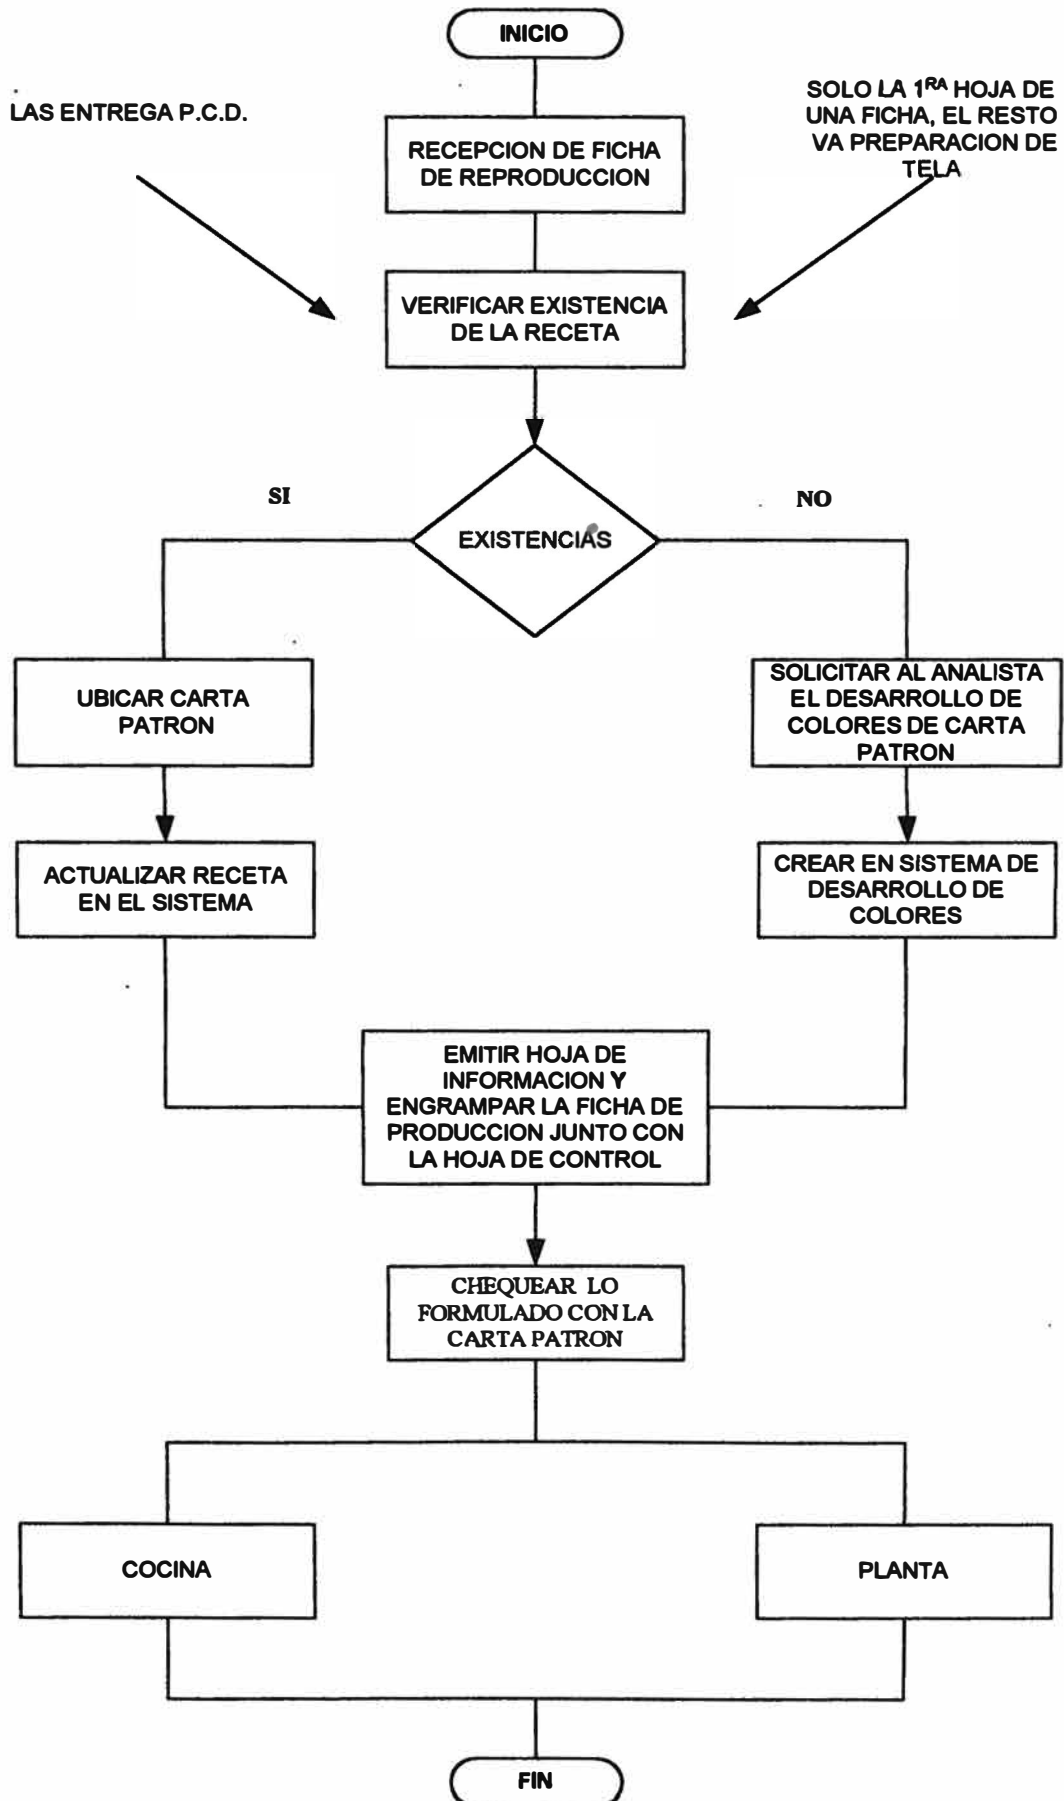 INICIO
LAS ENTREGA P.C.D.
SOLO LA 1RA HOJA DE
UNA FICHA, EL RESTO
VA PREPARACION DE
TELA
RECEPCION DE FICHA
DE REPRODUCCION
VERIFICAR EXISTENCIA
DE LA RECETA
SI
NO
EXISTENCIAS
UBICAR CARTA
PATRON
SOLICITAR AL ANALISTA
EL DESARROLLO DE
COLORES DE CARTA
PATRON
ACTUALIZAR RECETA
EN EL SISTEMA
CREAR EN SISTEMA DE
DESARROLLO DE
COLORES
EMITIR HOJA DE
INFORMACION Y
ENGRAMPAR LA FICHA DE
PRODUCCION JUNTO CON
LA HOJA DE CONTROL
CHEQUEAR LO
FORMULADO CON LA
CARTA PATRON
COCINA
PLANTA
FIN